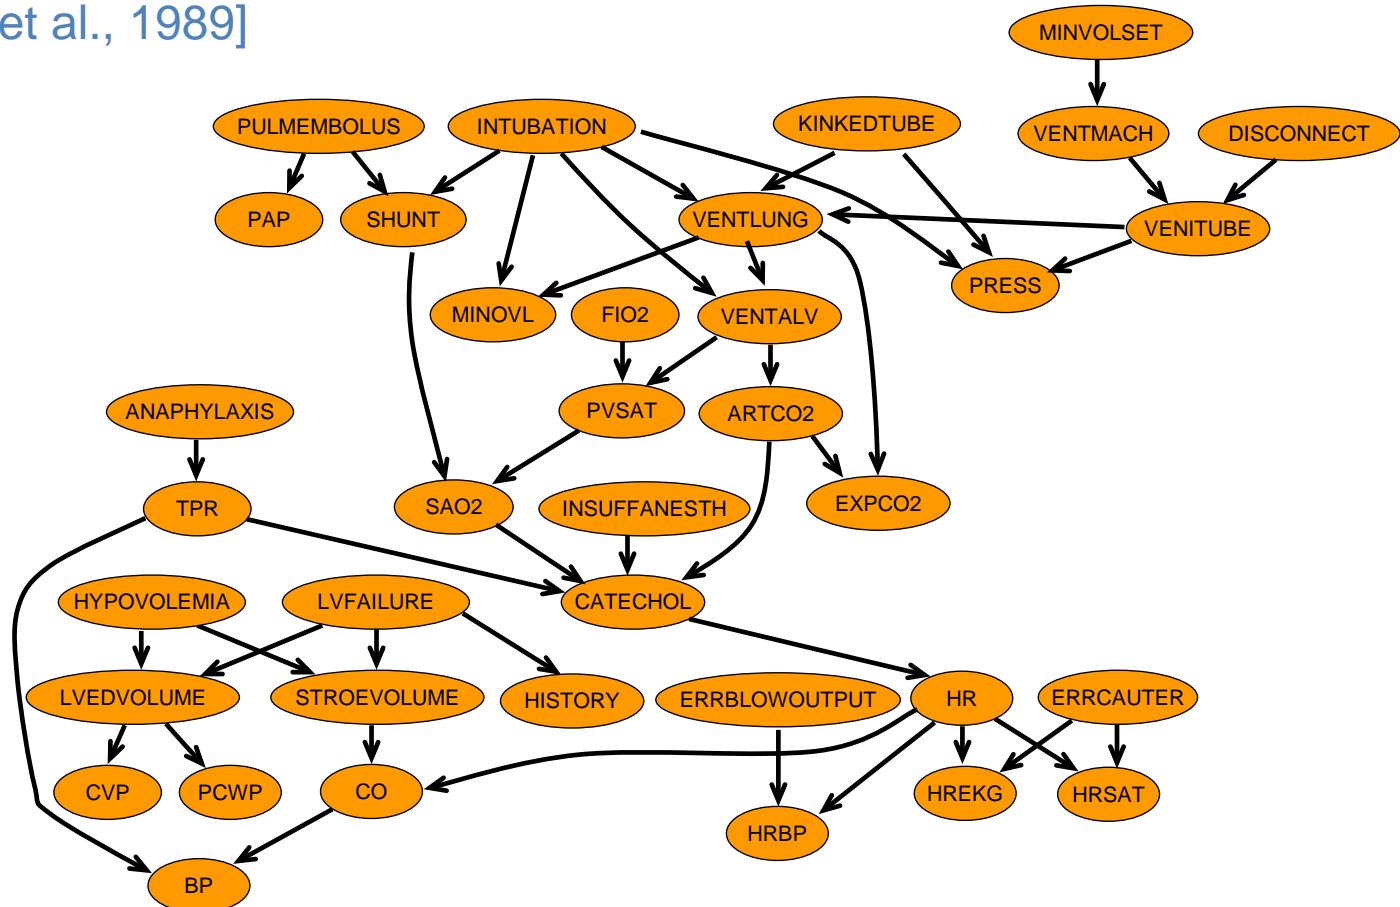 et al., 1989]
MINVOLSET
PULMEMBOLUS
INTUBATION
KINKEDTUBE
VENTMACH
DISCONNECT
PAP
SHUNT
VENTLUNG
VENITUBE
PRESS
MINOVL
FIO2
VENTALV
ANAPHYLAXIS
PVSAT
ARTCO2
TPR
SAO2
INSUFFANESTH
EXPCO2
HYPOVOLEMIA
LVFAILURE
CATECHOL
LVEDVOLUME
STROEVOLUME
HISTORY
ERRBLOWOUTPUT
HR
ERRCAUTER
CVP
PCWP
CO
HREKG
HRSAT
HRBP
BP